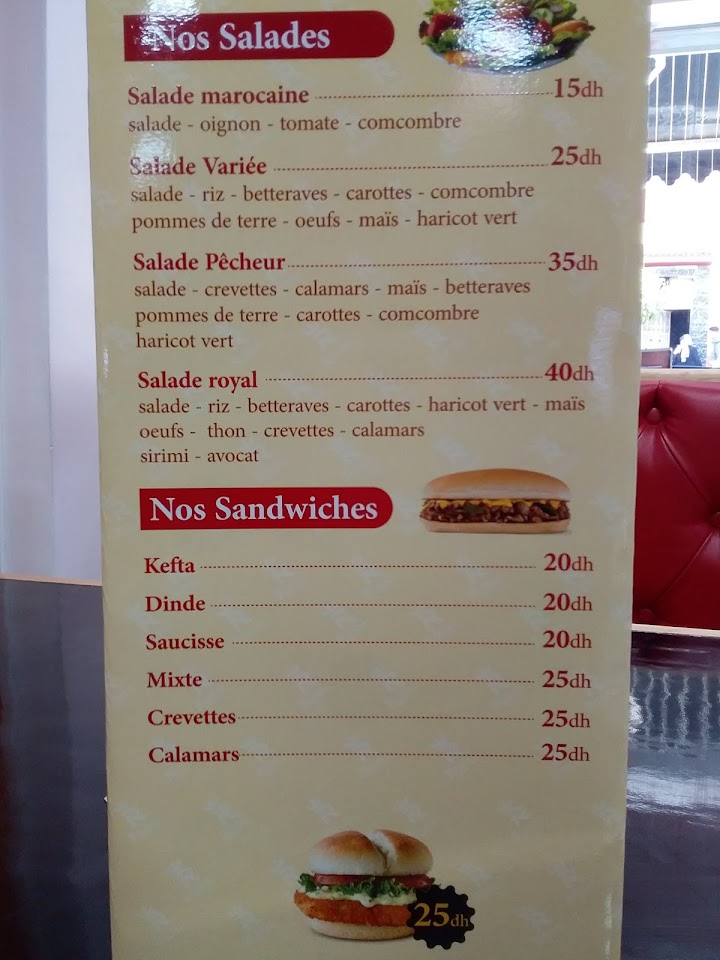 Nos Salades
Salade marocaine 15dh
salade - oignon - tomate - comcombre
Salade Variée 25dh
salade - riz - betteraves - carottes - comcombre
pommes de terre - oeufs - maïs - haricot vert
Salade Pêcheur 35dh
salade - crevettes - calamars - maïs - betteraves
pommes de terre - carottes - comcombre
haricot vert
Salade royal 40dh
salade - riz - betteraves - carottes - haricot vert - maïs
oeufs - thon - crevettes - calamars
sirimi - avocat
Nos Sandwiches
Kefta 20dh
Dinde 20dh
Saucisse 20dh
Mixte 25dh
Crevettes 25dh
Calamars 25dh
25dh